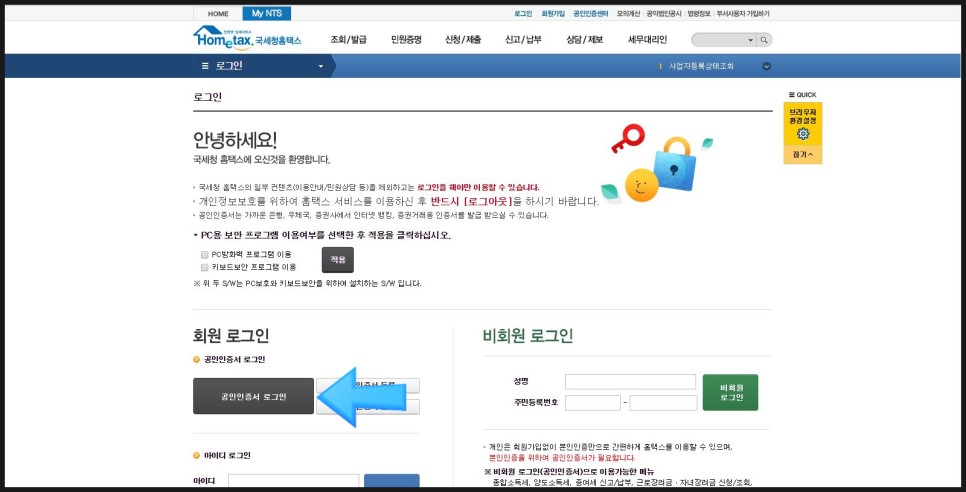 HOME
My NTS
로그인 회원가입 공인인증센터 모의계산 공익법인공시 법령정보 부서사용자 가입하기
Hometax. 국세청홈택스
조회/발급 민원증명 신청/제출 신고/납부 상담/제보 세무대리인
로그인
1 사업자등록상태조회
로그인
QUICK
브라우저
환경설정
접기
안녕하세요!
국세청 홈택스에 오신것을 환영합니다.
· 국세청 홈택스의 일부 컨텐츠(이용안내/민원상담 등)를 제외하고는 로그인을 해야만 이용할 수 있습니다.
· 개인정보보호를 위하여 홈택스 서비스를 이용하신 후 반드시 [로그아웃]을 하시기 바랍니다.
· 공인인증서는 가까운 은행, 우체국, 증권사에서 인터넷 뱅킹, 증권거래용 인증서를 발급 받으실 수 있습니다.
* PC용 보안 프로그램 이용여부를 선택한 후 적용을 클릭하십시오.
PC방화벽 프로그램 이용
키보드보안 프로그램 이용
적용
※ 위 두 S/W는 PC보호와 키보드보안를 위하여 설치하는 S/W 입니다.
회원 로그인
공인인증서 로그인
공인인증서 로그인
인증서 등록
아이디 로그인
아이디
비회원 로그인
성명
주민등록번호 -
비회원
로그인
· 개인은 회원가입없이 본인인증만으로 간편하게 홈택스를 이용할 수 있으며,
본인인증을 위하여 공인인증서가 필요합니다.
※ 비회원 로그인(공인인증서)으로 이용가능한 메뉴
종합소득세, 양도소득세, 증여세 신고/납부, 근로장려금 · 자녀장려금 신청/조회,